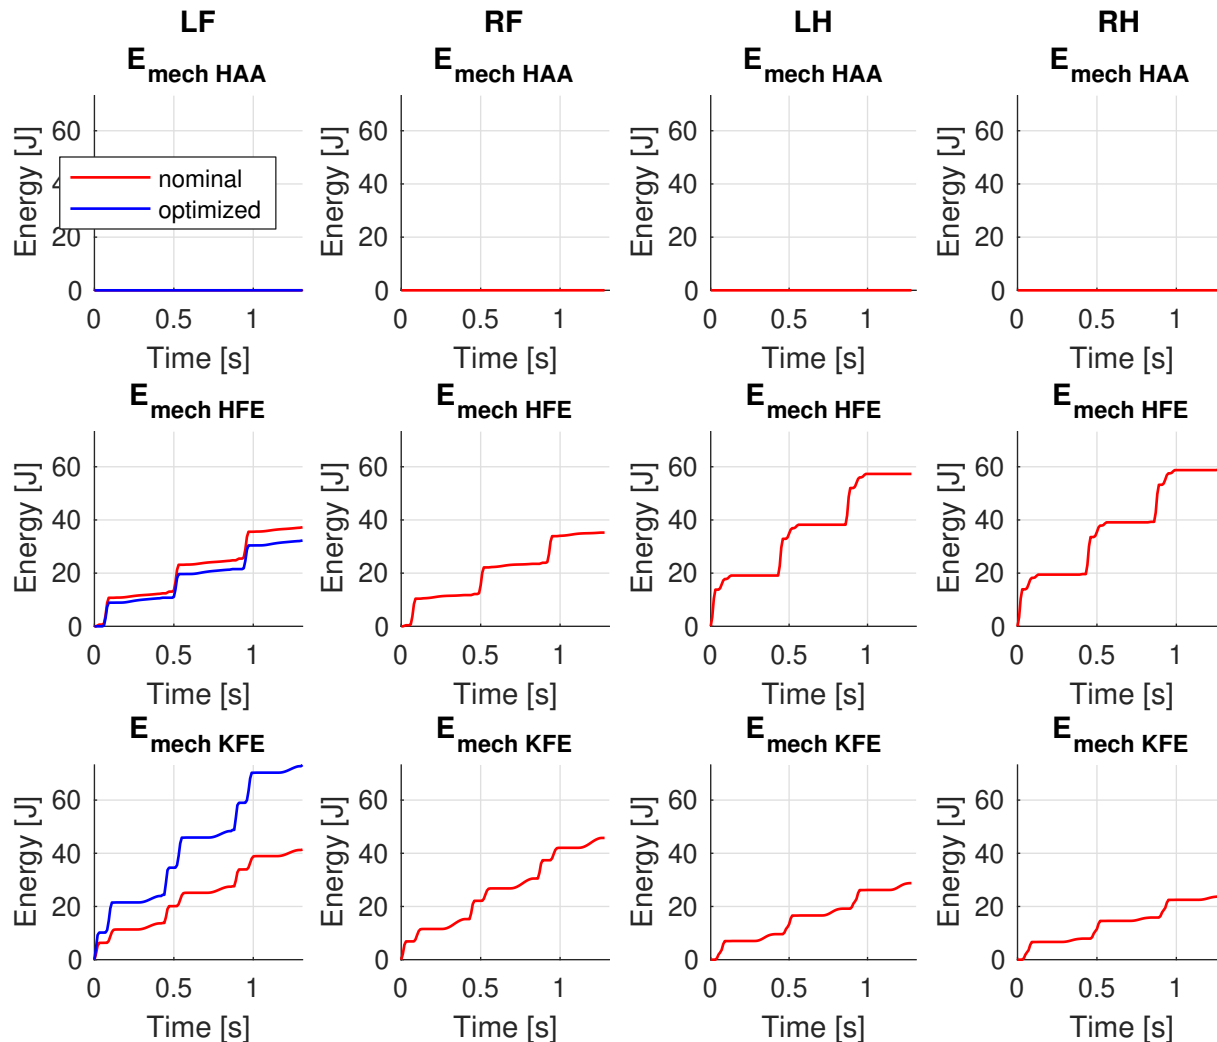 LF RF LH RH
E mech HAA E mech HAA E mech HAA E mech HAA
Energy [J] Energy [J] Energy [J] Energy [J]
60 60 60 60
40 40 40
nominal
optimized
20 20 20 20
0 0 0 0
0 0.5 1 0 0.5 1 0 0.5 1 0 0.5 1
Time [s] Time [s] Time [s] Time [s]
E mech HFE E mech HFE E mech HFE E mech HFE
Energy [J] Energy [J] Energy [J] Energy [J]
60 60 60 60
40 40 40 40
20 20 20 20
0 0 0 0
0 0.5 1 0 0.5 1 0 0.5 1 0 0.5 1
Time [s] Time [s] Time [s] Time [s]
E mech KFE E mech KFE E mech KFE E mech KFE
Energy [J] Energy [J] Energy [J] Energy [J]
60 60 60 60
40 40 40 40
20 20 20 20
0 0 0 0
0 0.5 1 0 0.5 1 0 0.5 1 0 0.5 1
Time [s] Time [s] Time [s] Time [s]